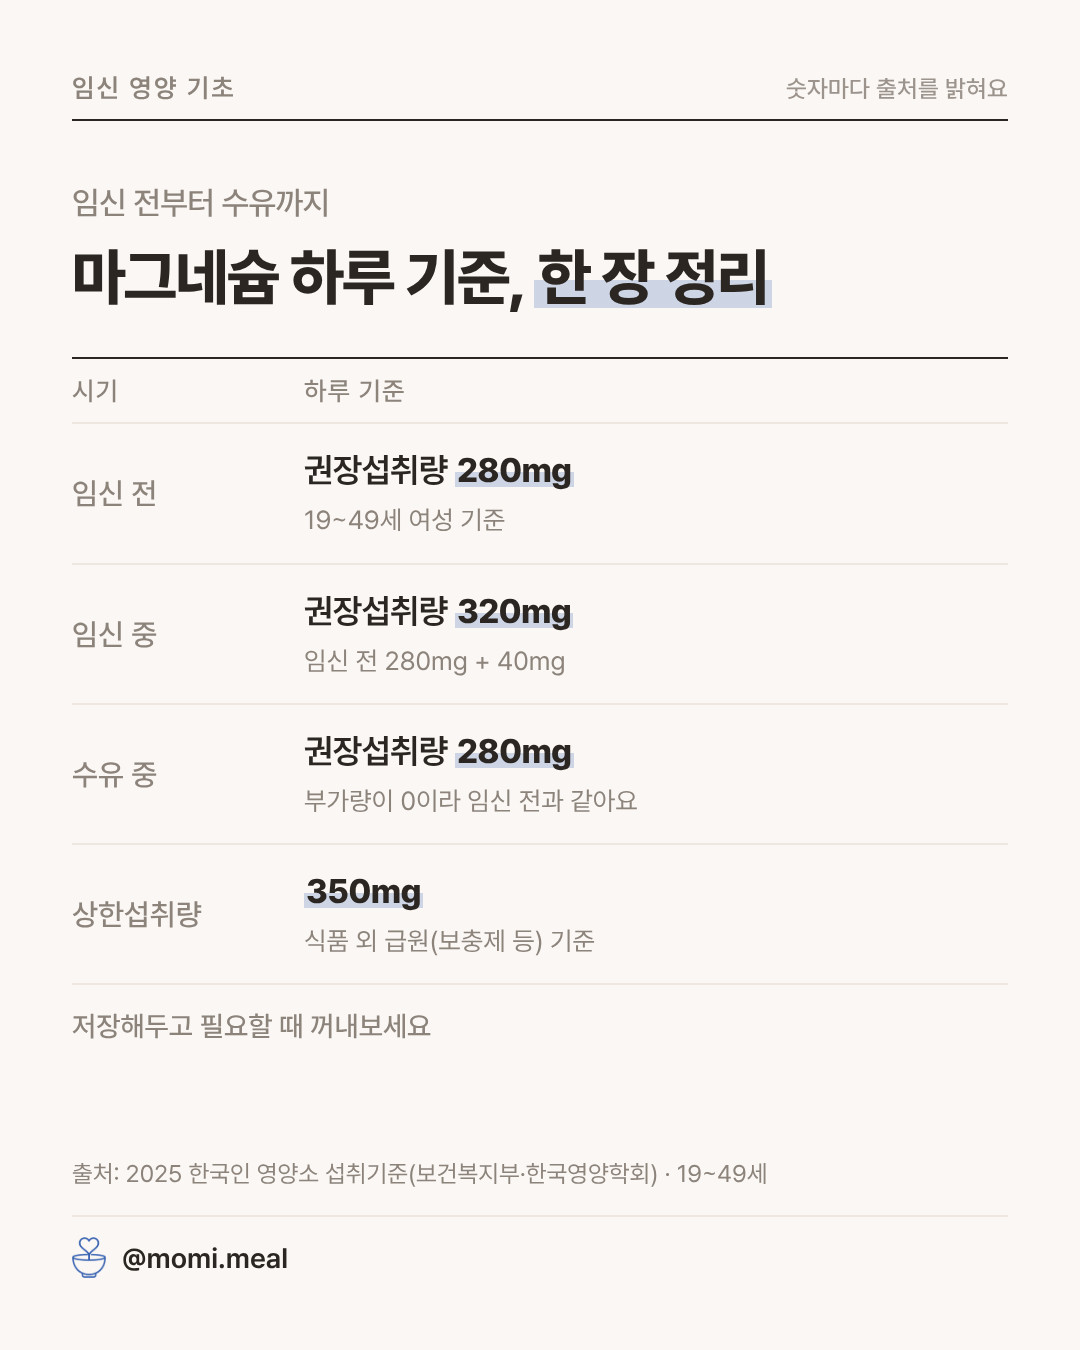 임신 영양 기초
숫자마다 출처를 밝혀요
임신 전부터 수유까지
마그네슘 하루 기준, 한 장 정리
시기 하루 기준
임신 전
권장섭취량 280mg
19~49세 여성 기준
임신 중
권장섭취량 320mg
임신 전 280mg + 40mg
수유 중
권장섭취량 280mg
부가량이 0이라 임신 전과 같아요
상한섭취량
350mg
식품 외 급원(보충제 등) 기준
저장해두고 필요할 때 꺼내보세요
출처: 2025 한국인 영양소 섭취기준(보건복지부·한국영양학회) · 19~49세
@momi.meal